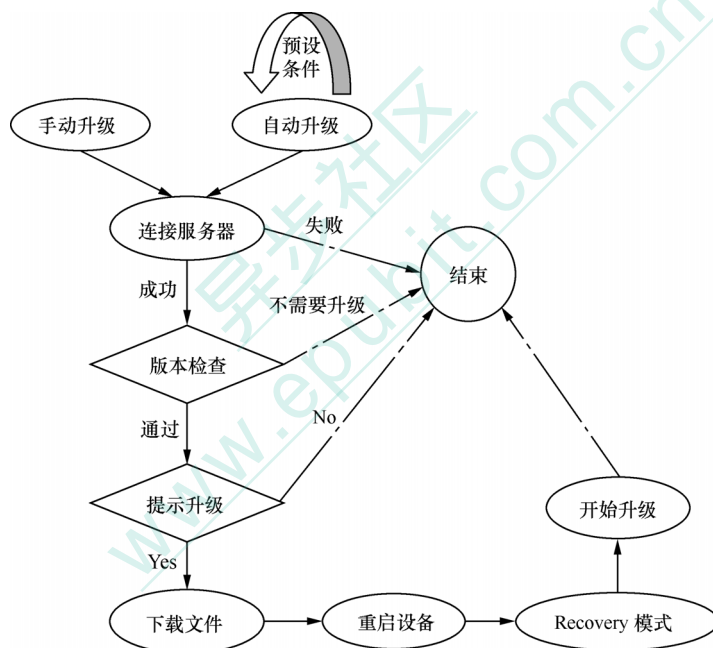 预设
条件
手动升级
自动升级
连接服务器
失败
结束
成功
不需要升级
版本检查
通过
No
提示升级
开始升级
Yes
下载文件
重启设备
Recovery 模式
异步社区
www.epubit.com.cn